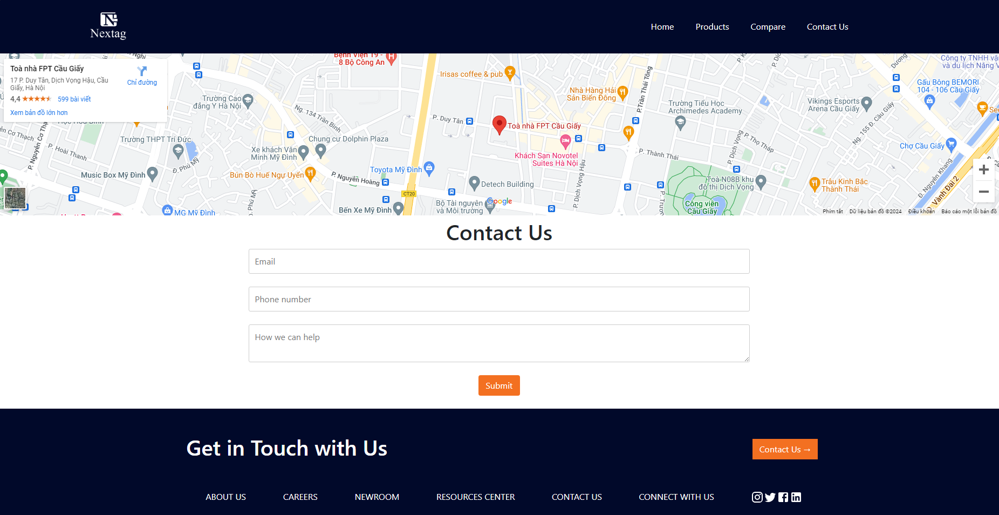 Nextag
Home
Products
Compare
Contact Us
Toà nhà FPT Cầu Giấy
17 P. Duy Tân, Dịch Vọng Hậu, Cầu
Giấy, Hà Nội
4,4
599 bài viết
Xem bản đồ lớn hơn
Chỉ đường
Bệnh Viện 19 -
8 Bộ Công An
Irisas coffee & pub
Nhà Hàng Hải
Sản Biển Đông
P. Trần Thái Tông
Trường Tiểu Học
Archimedes Academy
Vikings Esports
Arena Cầu Giấy
Gấu Bông BEMORI
104 - 106 Cầu Giấy
Công ty TNHH
và du lịch Nắng
Trường Cao
đẳng Y Hà Nội
Ng. 134 Trần Bình
P. Duy Tân
Toà nhà FPT Cầu Giấy
Trường THPT Trí Đức
Chung cư Dolphin Plaza
Xe khách Văn
Minh Mỹ Đình
P. Hoài Thanh
Đ. Phú Mỹ
Khách Sạn Novotel
Suites Hà Nội
P. Thành Thái
P. Dịch Vọng
P. Thọ Tháp
Ng. 155 Đ. Cầu Giấy
Chợ Cầu Giấy
Music Box Mỹ Đình
Bún Bò Huế Ngự Uyển
P. Nguyễn Hoàng
Toyota Mỹ Đình
Detech Building
P. Dịch Vọng Hậu
Toà-N08B khu
đô thị Dịch Vọng
Trâu Kinh Bắc
Thành Thái
Đ. Nguyễn Khang
Đ. Vành Đai 2
CT20
Bến Xe Mỹ Đình
Bộ Tài nguyên
và Môi trường
Google
Công viên
Cầu Giấy
MG Mỹ Đình
Phím tắt
Dữ liệu bản đồ ©2024
Điều khoản
Báo cáo một lỗi bản đồ
Contact Us
Email
Phone number
How we can help
Submit
Get in Touch with Us
Contact Us →
ABOUT US
CAREERS
NEWROOM
RESOURCES CENTER
CONTACT US
CONNECT WITH US